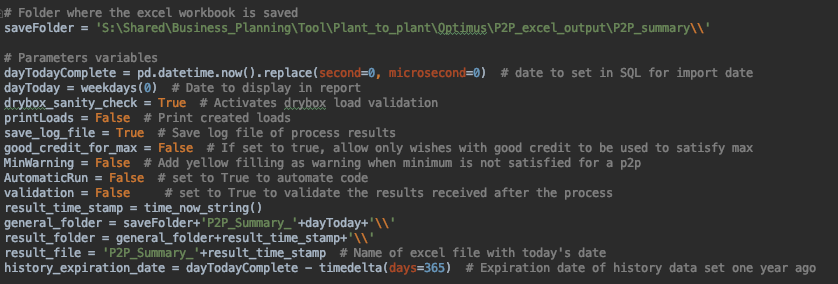 # Folder where the excel workbook is saved
saveFolder = 'S:\Shared\Business_Planning\Tool\Plant_to_plant\Optimus\P2P_excel_output\P2P_summary\\'
# Parameters variables
dayTodayComplete = pd.datetime.now().replace(second=0, microsecond=0)  # date to set in SQL for import date
dayToday = weekdays(0)  # Date to display in report
drybox_sanity_check = True  # Activates drybox load validation
printLoads = False  # Print created loads
save_log_file = True  # Save log file of process results
good_credit_for_max = False  # If set to true, allow only wishes with good credit to be used to satisfy max
MinWarning = False  # Add yellow filling as warning when minimum is not satisfied for a p2p
AutomaticRun = False  # set to True to automate code
validation = False    # set to True to validate the results received after the process
result_time_stamp = time_now_string()
general_folder = saveFolder+'P2P_Summary_'+dayToday+'\\'
result_folder = general_folder+result_time_stamp+'\\'
result_file = 'P2P_Summary_'+result_time_stamp  # Name of excel file with today's date
history_expiration_date = dayTodayComplete - timedelta(days=365)  # Expiration date of history data set one year ago